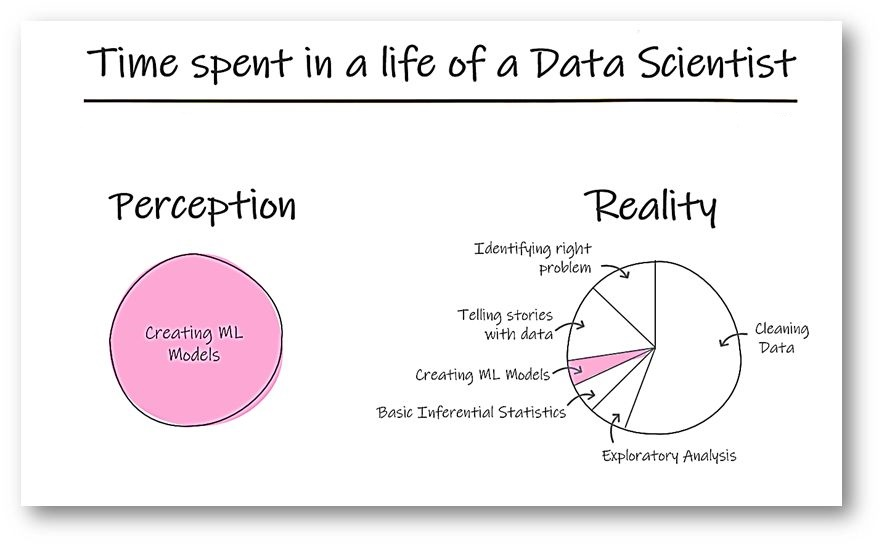 Time spent in a life of a Data Scientist
Perception
Creating ML
Models
Reality
Identifying right
problem
Telling stories
with data
Creating ML Models
Basic Inferential Statistics
Exploratory Analysis
Cleaning
Data